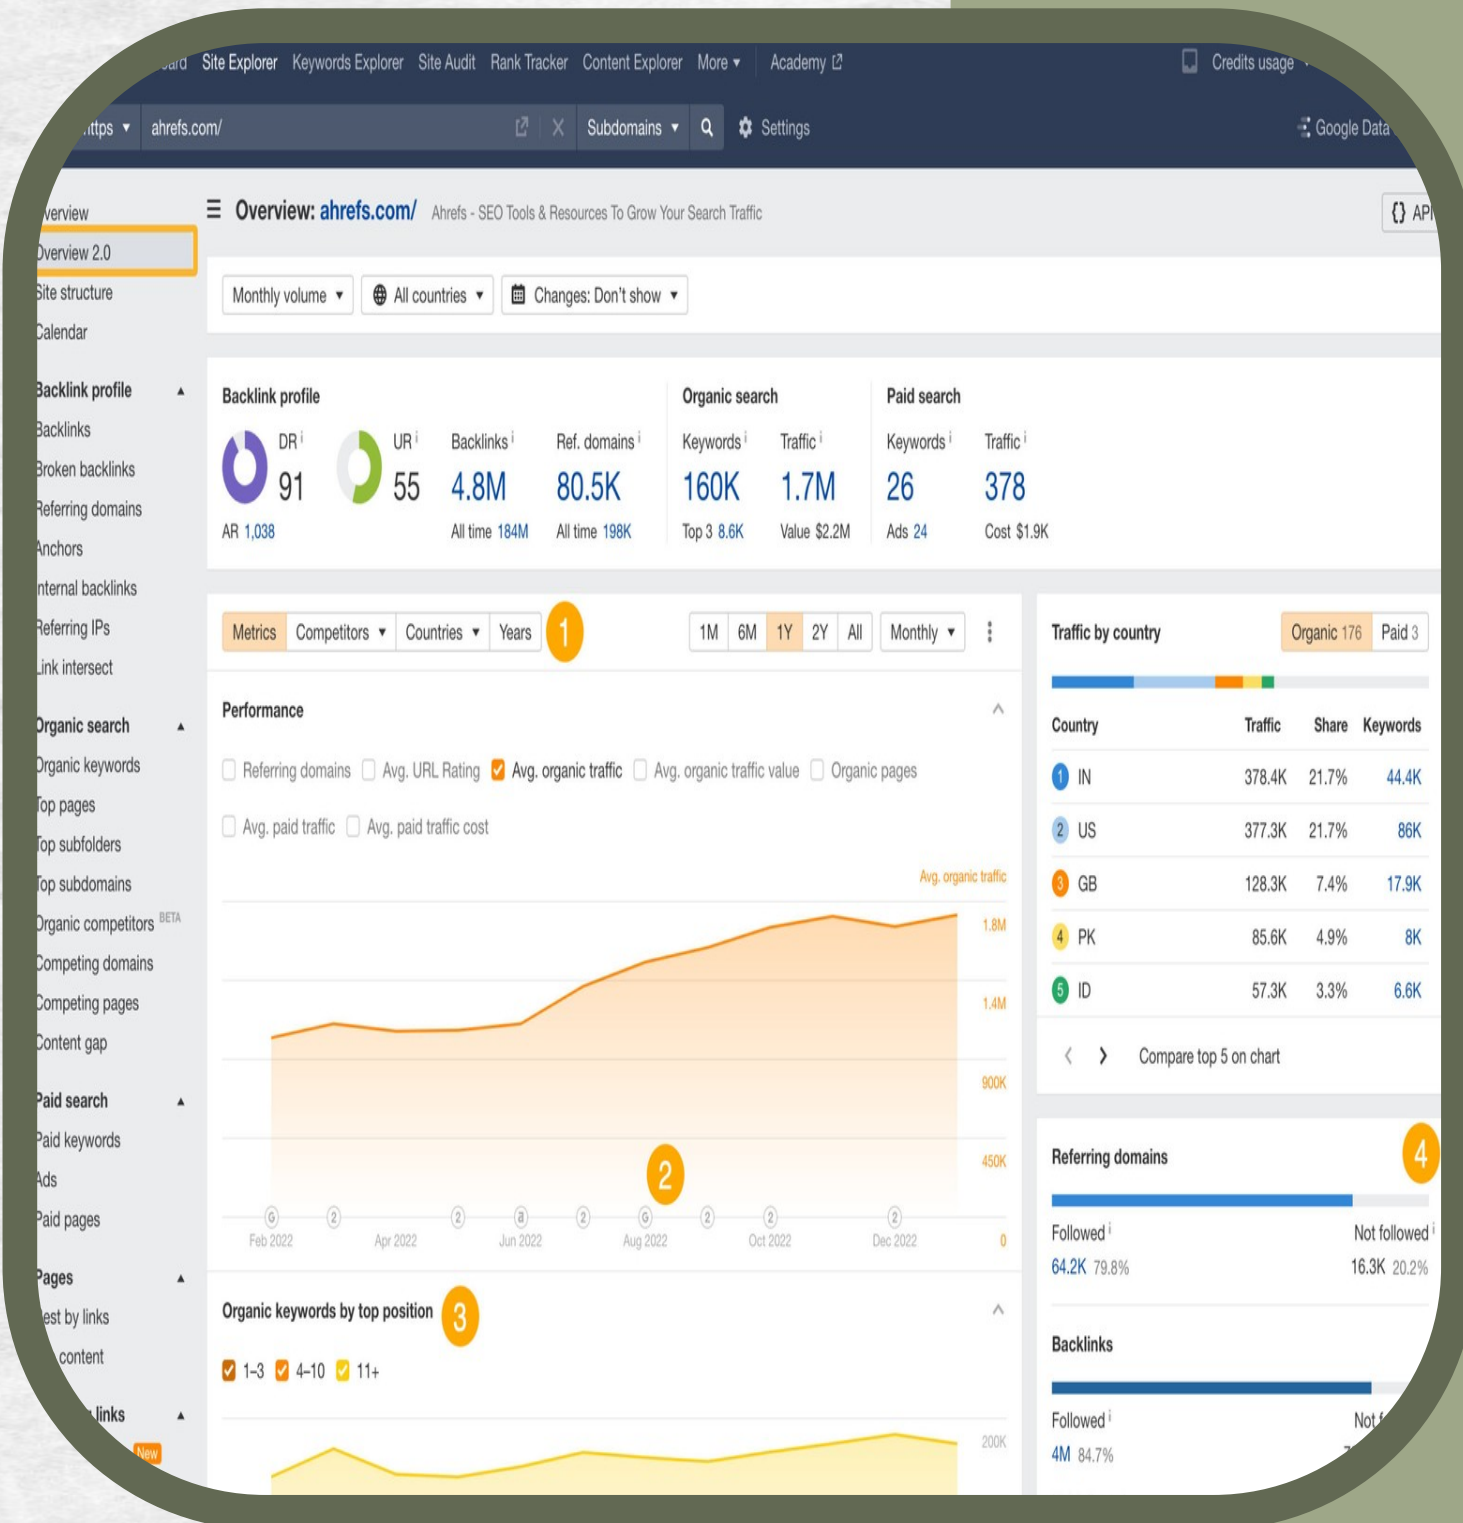 Site Explorer Keywords Explorer Site Audit Rank Tracker Content Explorer More Academy Credits usage
ahrefs.com/ Subdomains Settings Google Data
Overview
Overview 2.0
Site structure
Calendar
Backlink profile
Backlinks
Broken backlinks
Referring domains
Anchors
Internal backlinks
Referring IPs
Link intersect
Organic search
Organic keywords
Top pages
Top subfolders
Top subdomains
Organic competitors BETA
Competing domains
Competing pages
Content gap
Paid search
Paid keywords
Ads
Paid pages
Pages
est by links
content
links
New
Overview: ahrefs.com/ Ahrefs - SEO Tools & Resources To Grow Your Search Traffic
{} API
Monthly volume All countries Changes: Don't show
Backlink profile Organic search Paid search
DR UR Backlinks Ref. domains Keywords Traffic Keywords Traffic
91 55 4.8M 80.5K 160K 1.7M 26 378
AR 1,038 All time 184M All time 198K Top 3 8.6K Value $2.2M Ads 24 Cost $1.9K
Metrics Competitors Countries Years 1 1M 6M 1Y 2Y All Monthly
Performance
Referring domains Avg. URL Rating Avg. organic traffic Avg. organic traffic value Organic pages
Avg. paid traffic Avg. paid traffic cost
Avg. organic traffic
1.8M
1.4M
900K
450K
2
G 2 2 a 2 G 2 2 2
Feb 2022 Apr 2022 Jun 2022 Aug 2022 Oct 2022 Dec 2022 0
Organic keywords by top position 3
1–3 4–10 11+
200K
Traffic by country Organic 176 Paid 3
Country Traffic Share Keywords
1 IN 378.4K 21.7% 44.4K
2 US 377.3K 21.7% 86K
3 GB 128.3K 7.4% 17.9K
4 PK 85.6K 4.9% 8K
5 ID 57.3K 3.3% 6.6K
Compare top 5 on chart
4
Referring domains
Followed Not followed
64.2K 79.8% 16.3K 20.2%
Backlinks
Followed Not
4M 84.7%